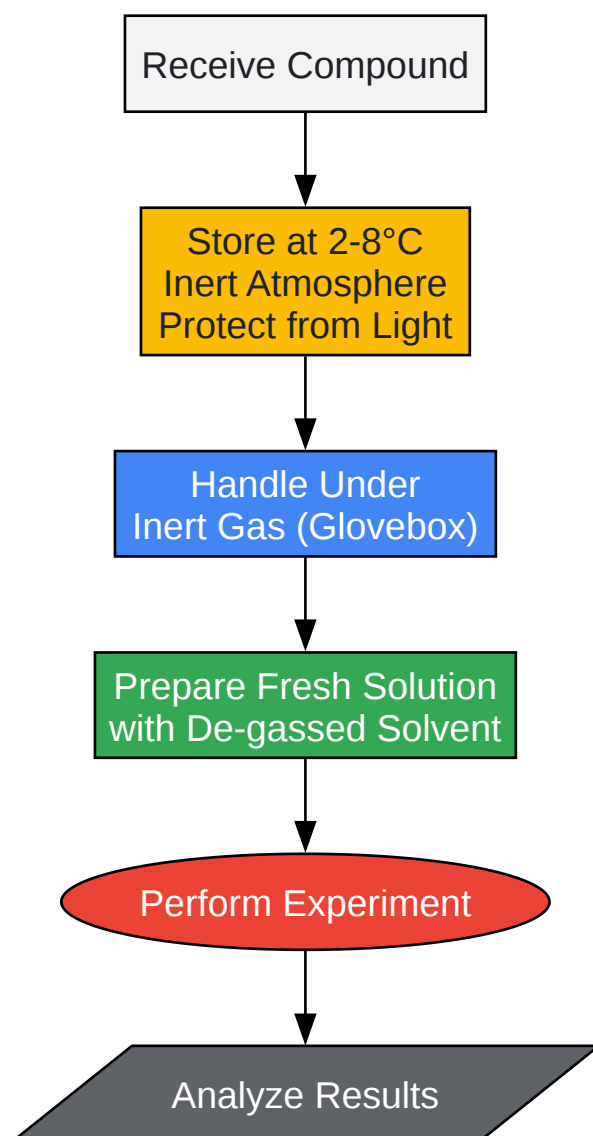 Receive Compound
Store at 2-8°C
Inert Atmosphere
Protect from Light
Handle Under
Inert Gas (Glovebox)
Prepare Fresh Solution
with De-gassed Solvent
Perform Experiment
Analyze Results